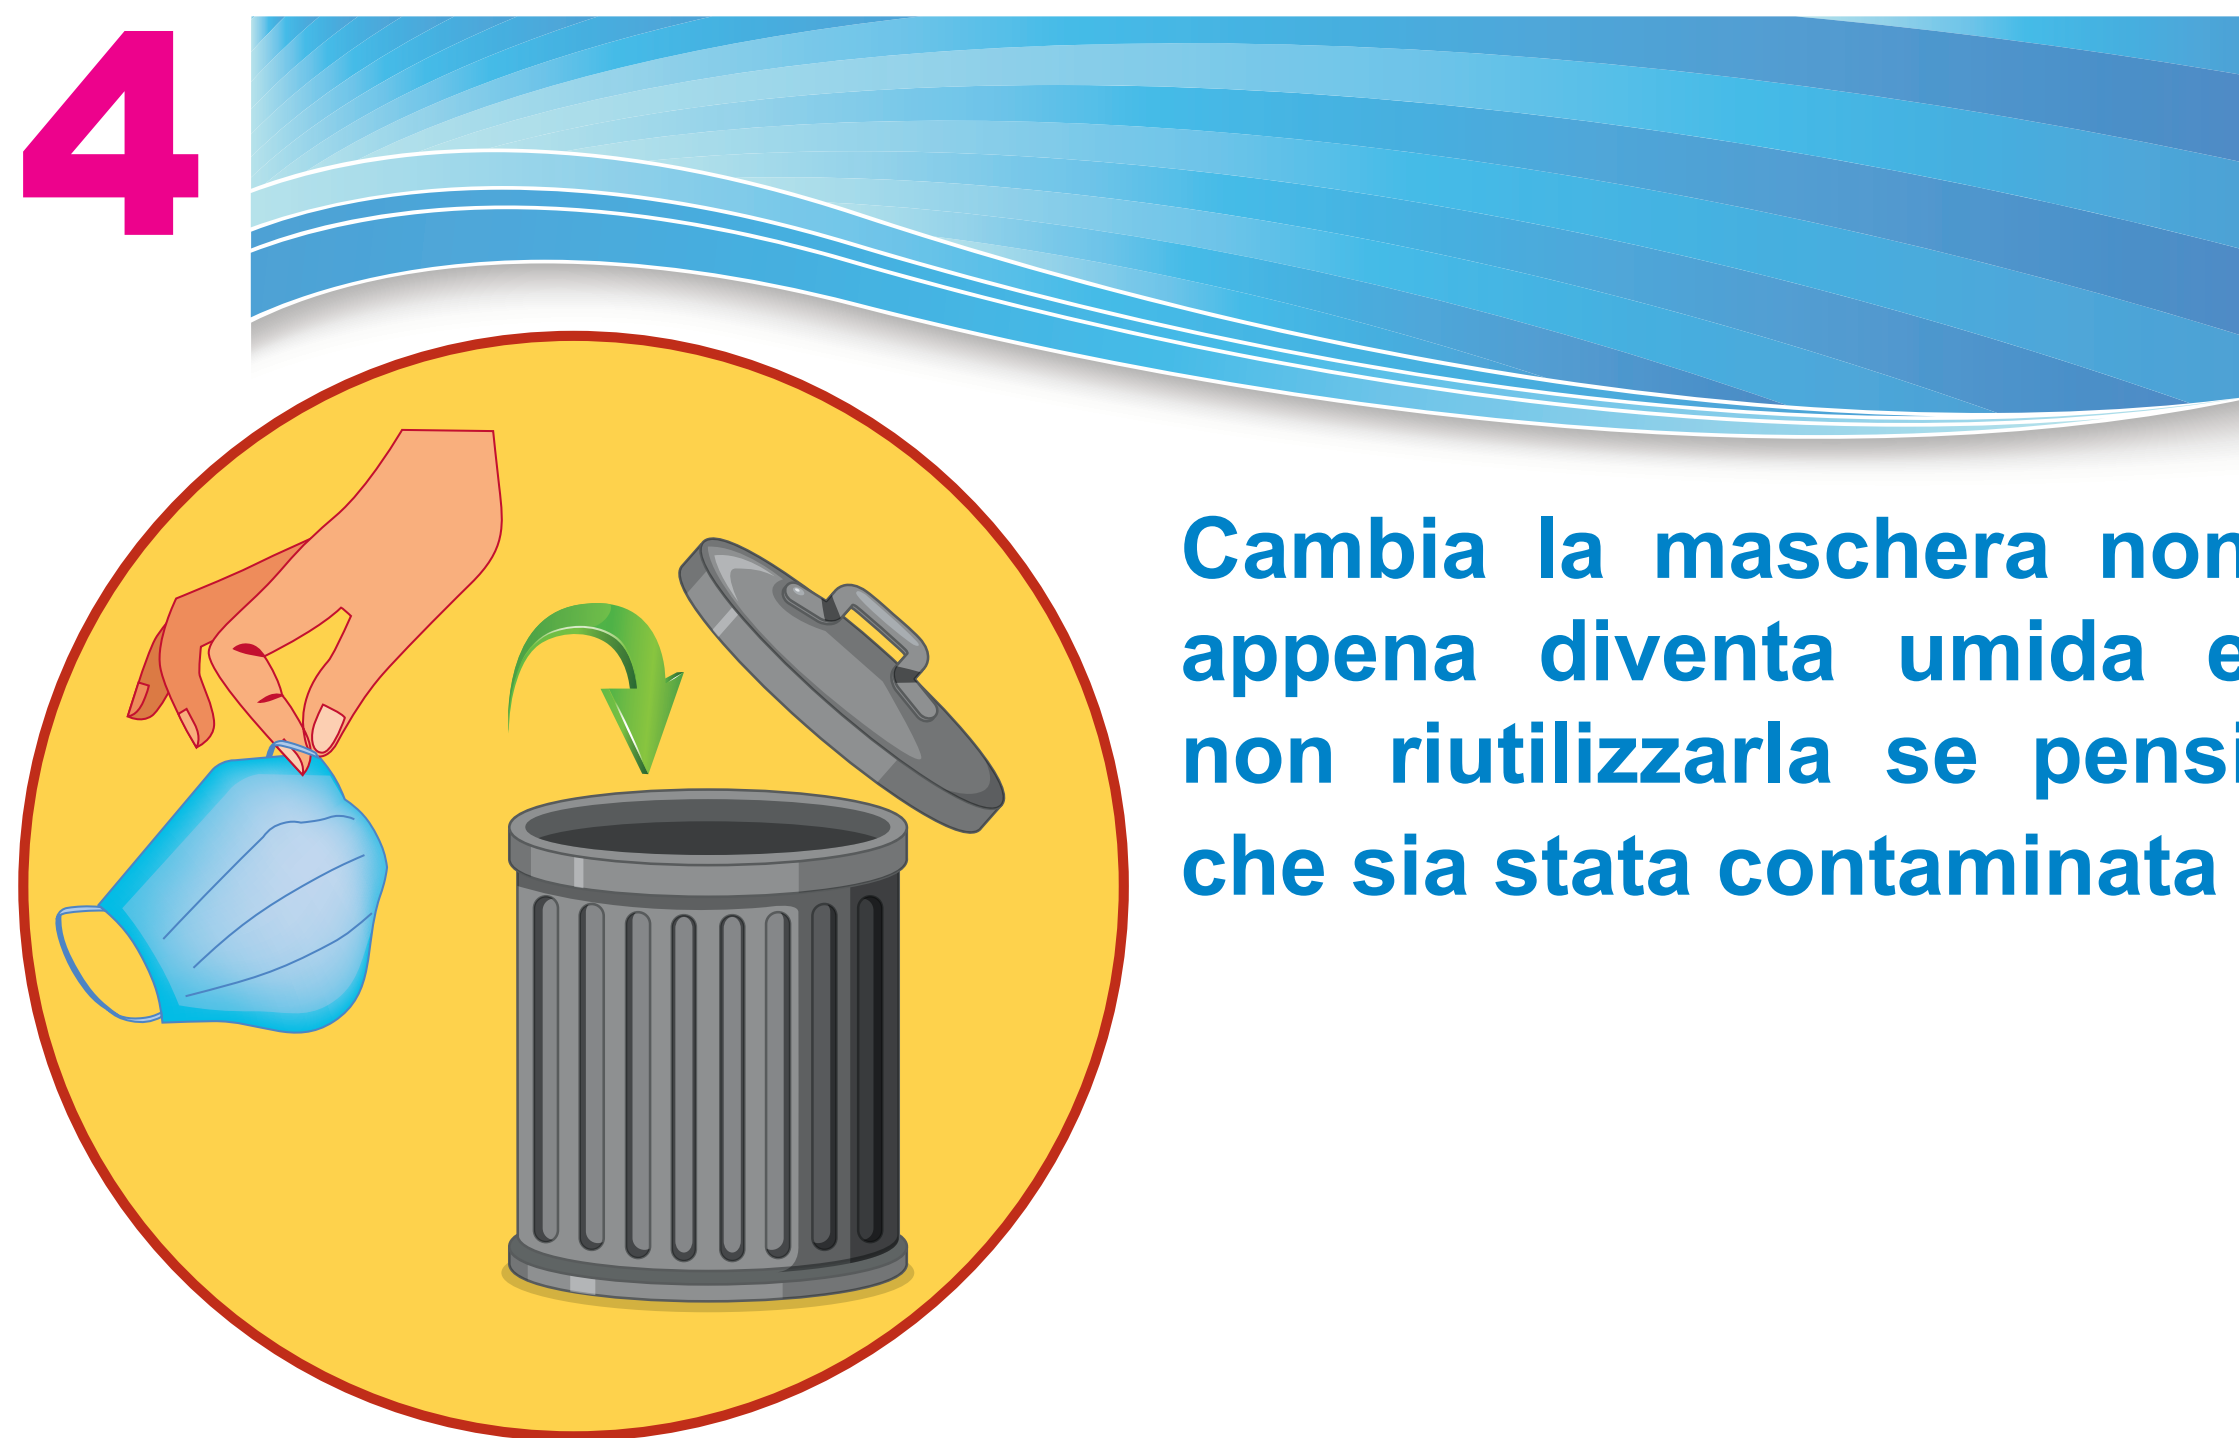 4
Cambia la maschera non
appena diventa umida e
non riutilizzarla se pensi
che sia stata contaminata